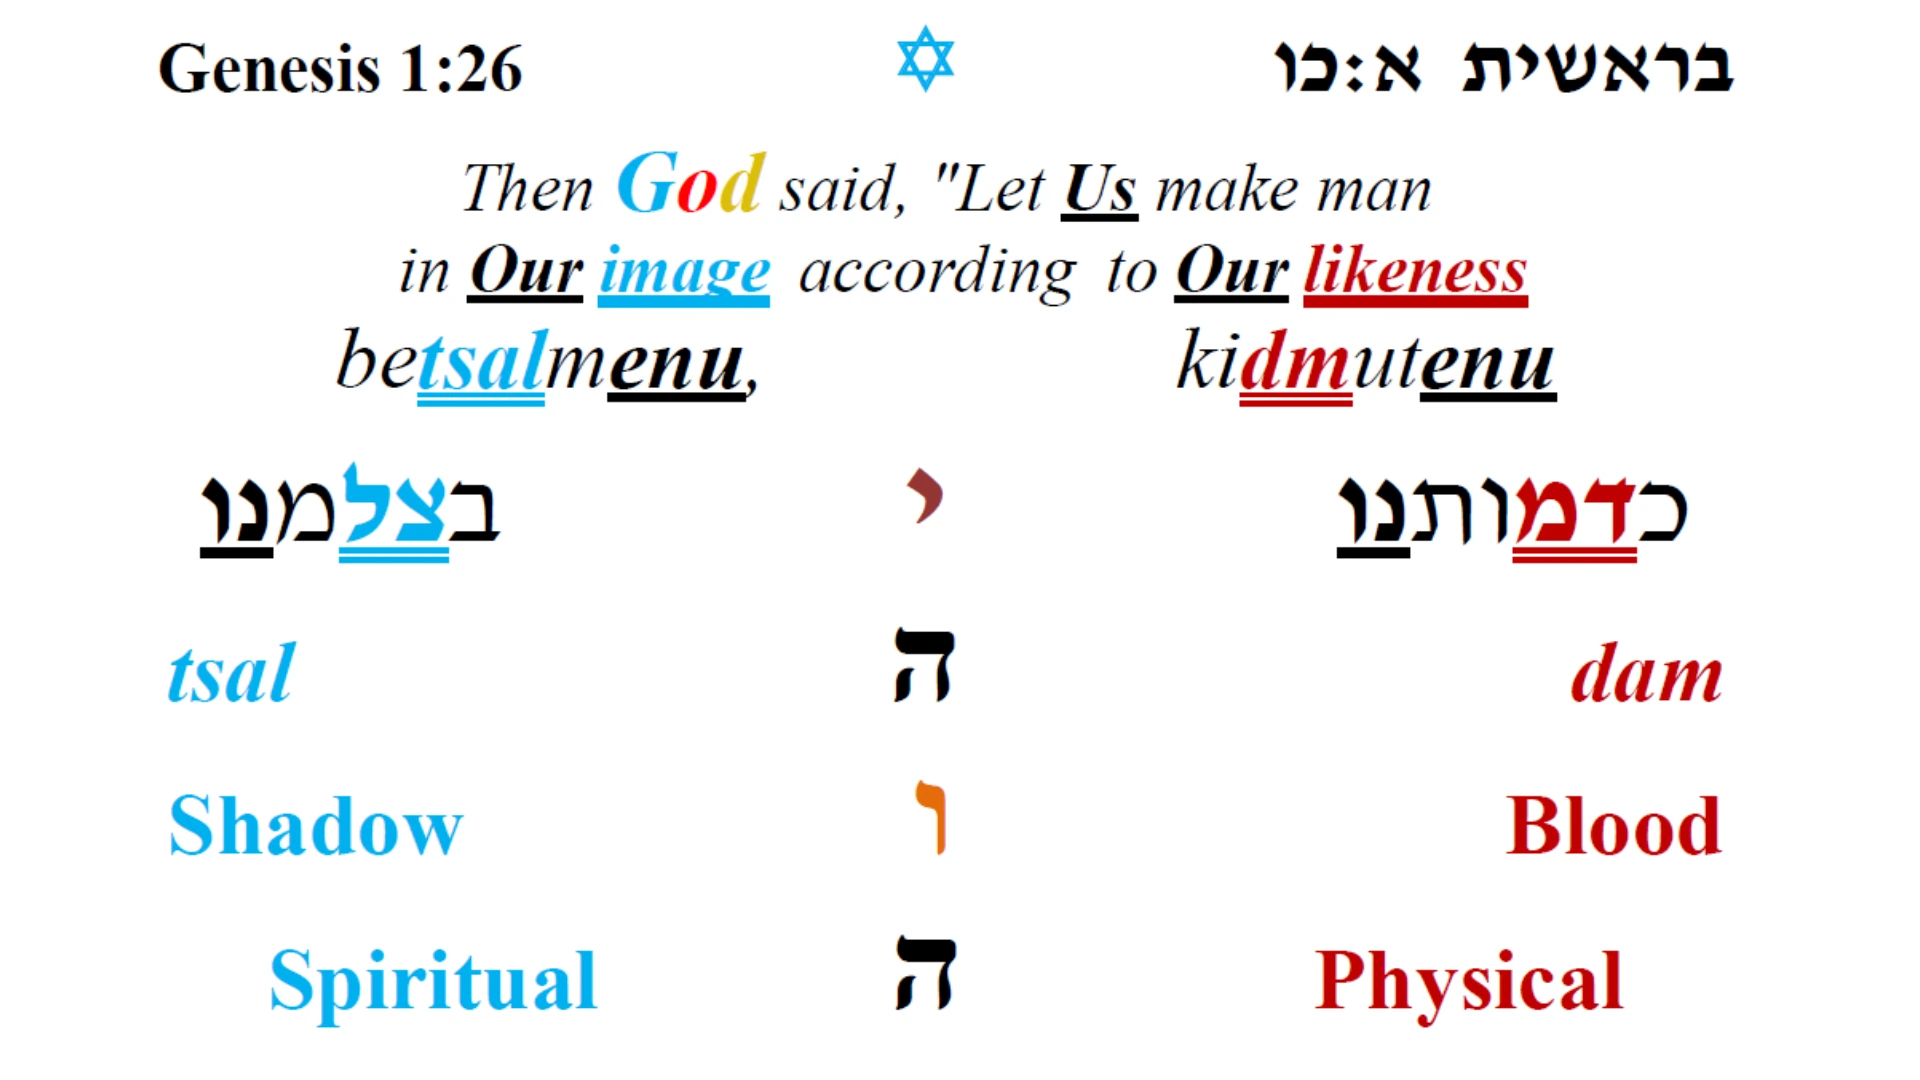 Genesis 1:26 ✡ בראשית א:כו
Then God said, "Let Us make man
in Our image according to Our likeness
betsalmenu, kidmutenu
בצלמנו י כדמותנו
tsal ה dam
Shadow ו Blood
Spiritual ה Physical